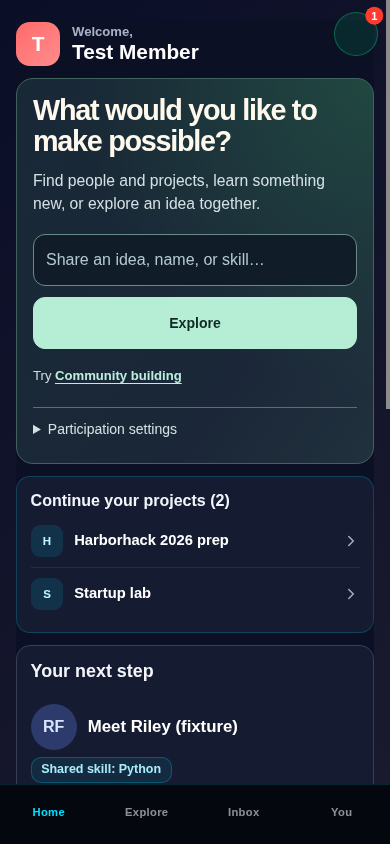 T
Welcome,
Test Member
1
What would you like to
make possible?
Find people and projects, learn something
new, or explore an idea together.
Share an idea, name, or skill…
Explore
Try Community building
Participation settings
Continue your projects (2)
H
Harborhack 2026 prep
S
Startup lab
Your next step
RF
Meet Riley (fixture)
Shared skill: Python
Home
Explore
Inbox
You